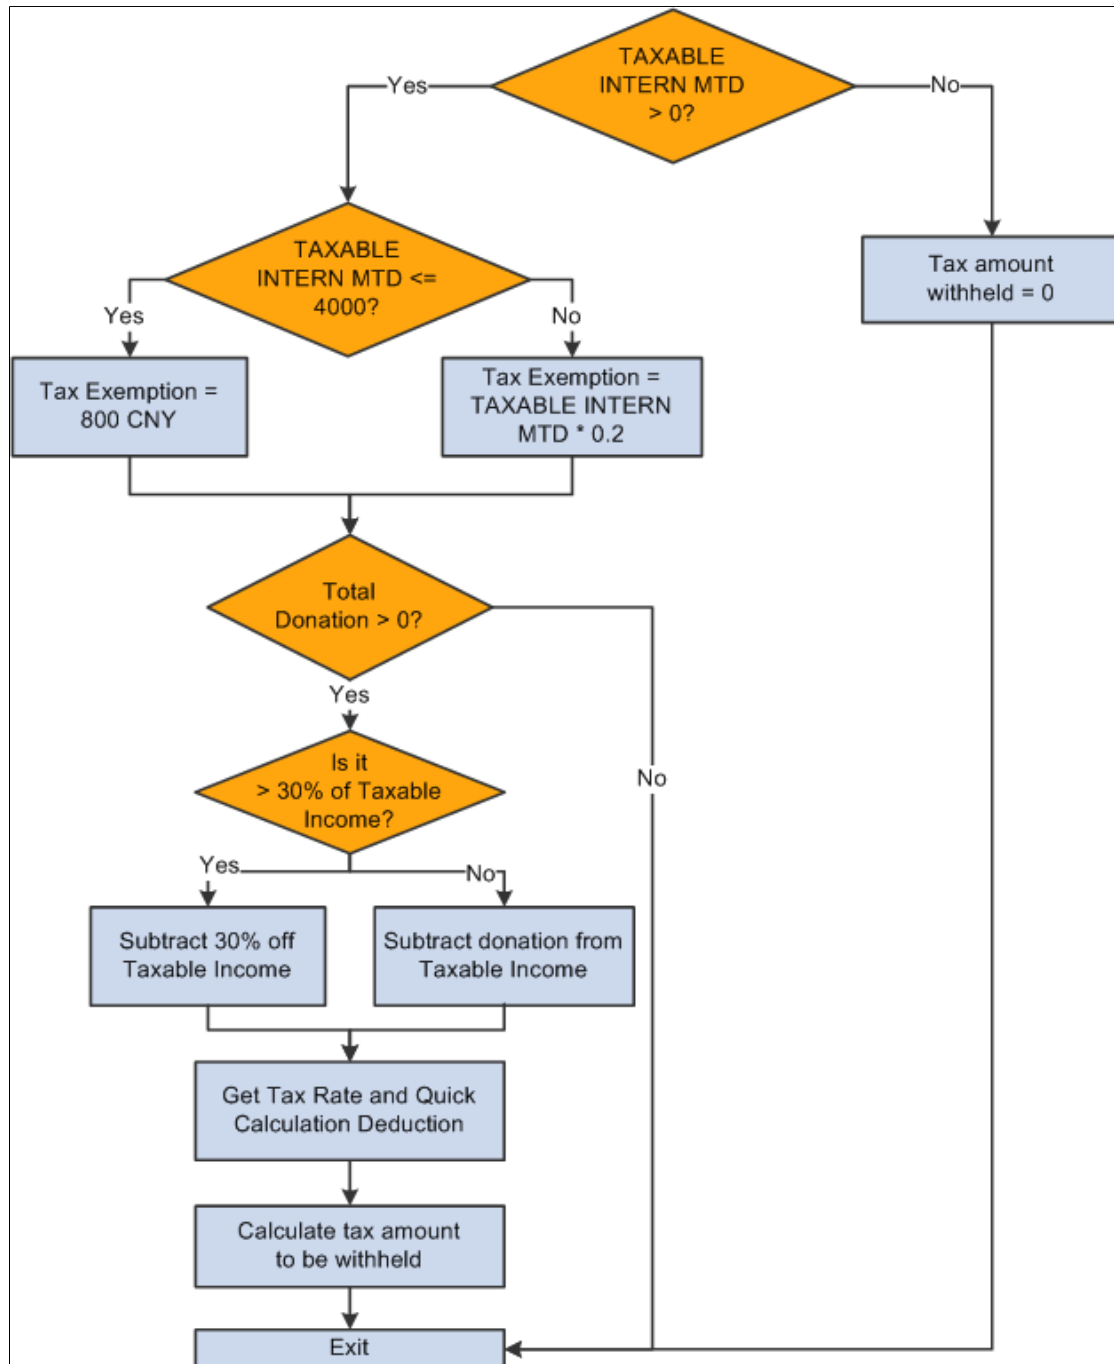 TAXABLE
INTERN MTD
> 0?
Yes
No
TAXABLE
INTERN MTD <=
4000?
Tax amount
withheld = 0
Yes
No
Tax Exemption =
800 CNY
Tax Exemption =
TAXABLE INTERN
MTD * 0.2
Total
Donation > 0?
Yes
No
Is it
> 30% of Taxable
Income?
Yes
No
Subtract 30% off
Taxable Income
Subtract donation from
Taxable Income
Get Tax Rate and Quick
Calculation Deduction
Calculate tax amount
to be withheld
Exit